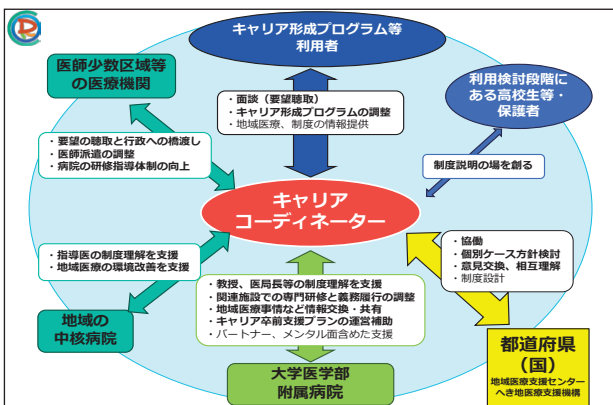 キャリア形成プログラム等
利用者
医師少数区域等
の医療機関
利用検討段階に
ある高校生等・
保護者
・面談（要望聴取）
・キャリア形成プログラムの調整
・地域医療、制度の情報提供
・要望の聴取と行政への橋渡し
・医師派遣の調整
・病院の研修指導体制の向上
制度説明の場を創る
キャリア
コーディネーター
・指導医の制度理解を支援
・地域医療の環境改善を支援
・協働
・個別ケース方針検討
・意見交換、相互理解
・制度設計
・教授、医局長等の制度理解を支援
・関連施設での専門研修と義務履行の調整
・地域医療事情など情報交換・共有
・キャリア卒前支援プランの運営補助
・パートナー、メンタル面含めた支援
地域の
中核病院
大学医学部
附属病院
都道府県
（国）
地域医療支援センター
へき地医療支援機構